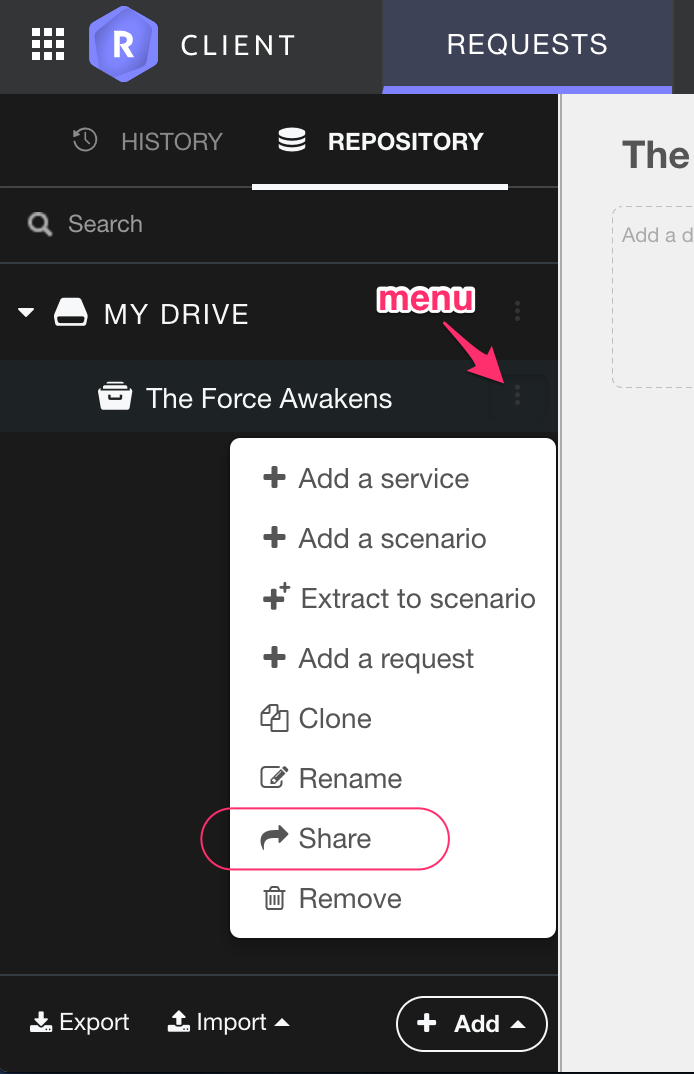 R CLIENT
REQUESTS
HISTORY
REPOSITORY
The
Search
Add a d
menu
MY DRIVE
The Force Awakens
Add a service
Add a scenario
Extract to scenario
Add a request
Clone
Rename
Share
Remove
Export
Import
Add